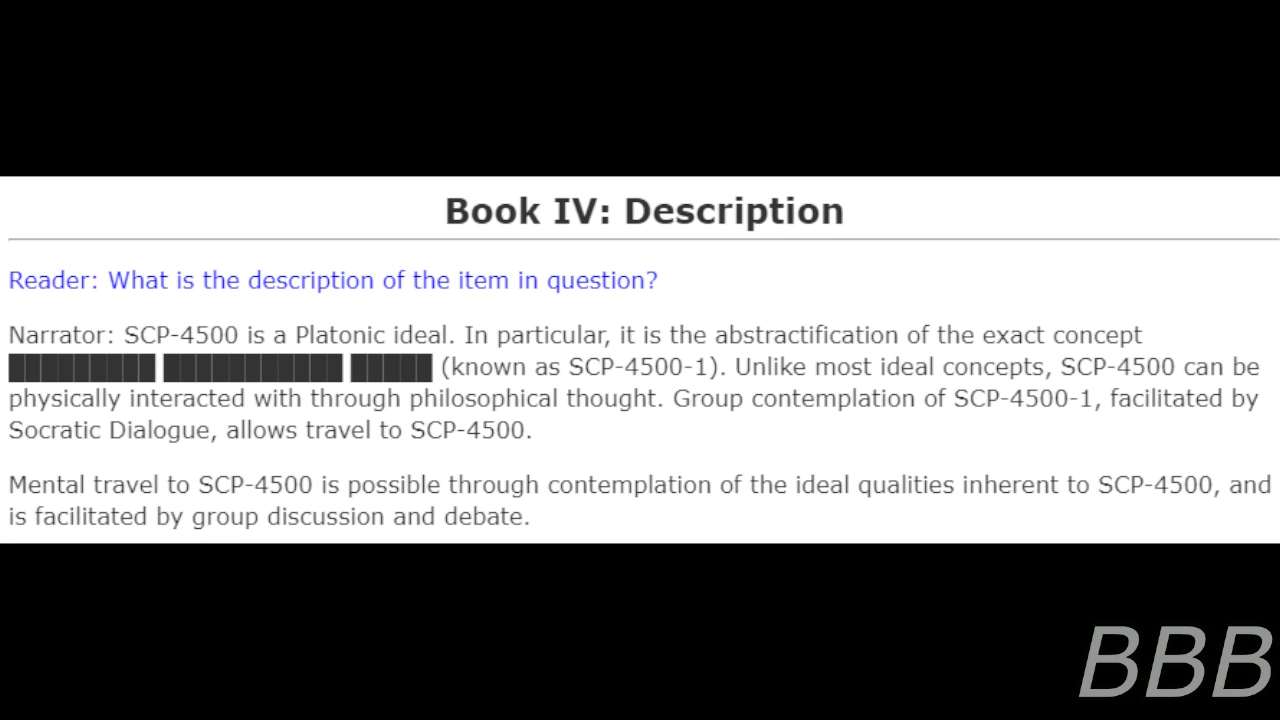 Book IV: Description
Reader: What is the description of the item in question?
Narrator: SCP-4500 is a Platonic ideal. In particular, it is the abstractification of the exact concept
█████████ ███████████ █████ (known as SCP-4500-1). Unlike most ideal concepts, SCP-4500 can be
physically interacted with through philosophical thought. Group contemplation of SCP-4500-1, facilitated by
Socratic Dialogue, allows travel to SCP-4500.
Mental travel to SCP-4500 is possible through contemplation of the ideal qualities inherent to SCP-4500, and
is facilitated by group discussion and debate.
BBB